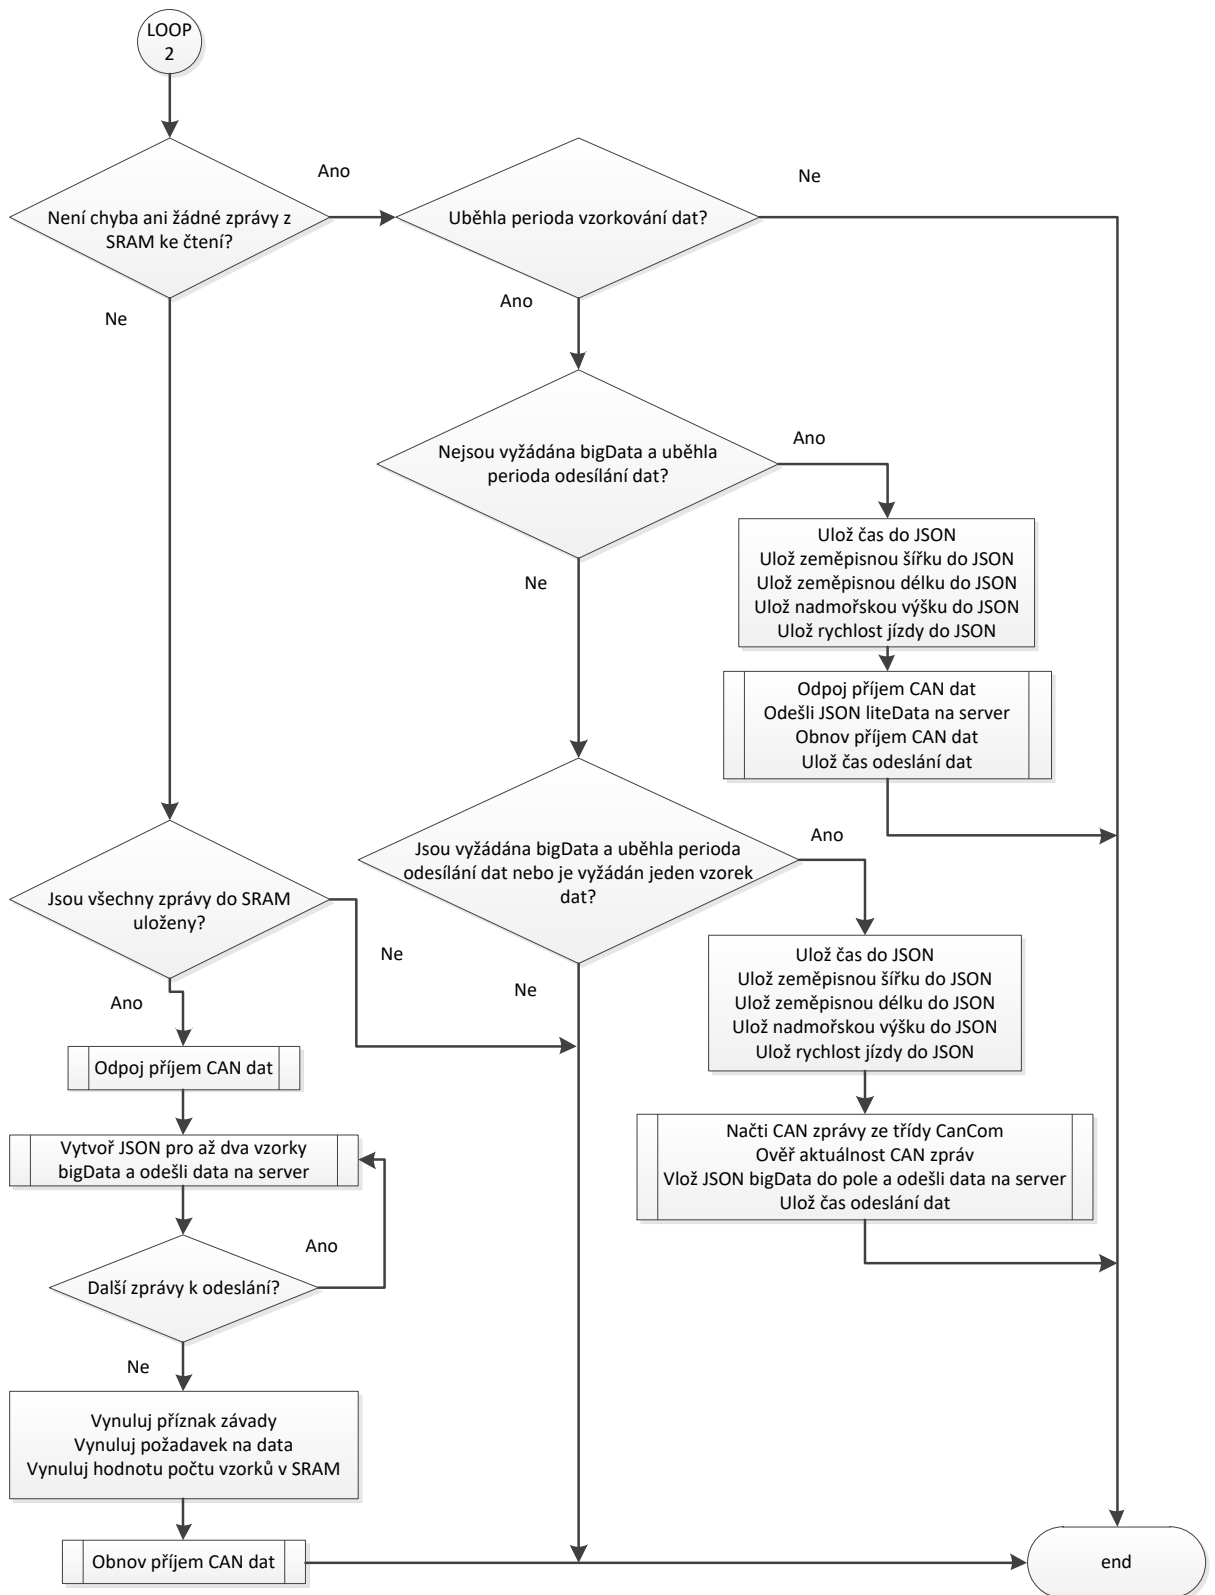 LOOP
2
Ano
Ne
Není chyba ani žádné zprávy z
SRAM ke čtení?
Uběhla perioda vzorkování dat?
Ne
Ano
Nejsou vyžádána bigData a uběhla
perioda odesílání dat?
Ano
Ne
Ulož čas do JSON
Ulož zeměpisnou šířku do JSON
Ulož zeměpisnou délku do JSON
Ulož nadmořskou výšku do JSON
Ulož rychlost jízdy do JSON
Odpoj příjem CAN dat
Odešli JSON liteData na server
Obnov příjem CAN dat
Ulož čas odeslání dat
Jsou vyžádána bigData a uběhla perioda
odesílání dat nebo je vyžádán jeden vzorek
dat?
Ano
Ne
Jsou všechny zprávy do SRAM
uloženy?
Ne
Ano
Ulož čas do JSON
Ulož zeměpisnou šířku do JSON
Ulož zeměpisnou délku do JSON
Ulož nadmořskou výšku do JSON
Ulož rychlost jízdy do JSON
Odpoj příjem CAN dat
Načti CAN zprávy ze třídy CanCom
Ověř aktuálnost CAN zpráv
Vlož JSON bigData do pole a odešli data na server
Ulož čas odeslání dat
Vytvoř JSON pro až dva vzorky
bigData a odešli data na server
Ano
Další zprávy k odeslání?
Ne
Vynuluj příznak závady
Vynuluj požadavek na data
Vynuluj hodnotu počtu vzorků v SRAM
Obnov příjem CAN dat
end